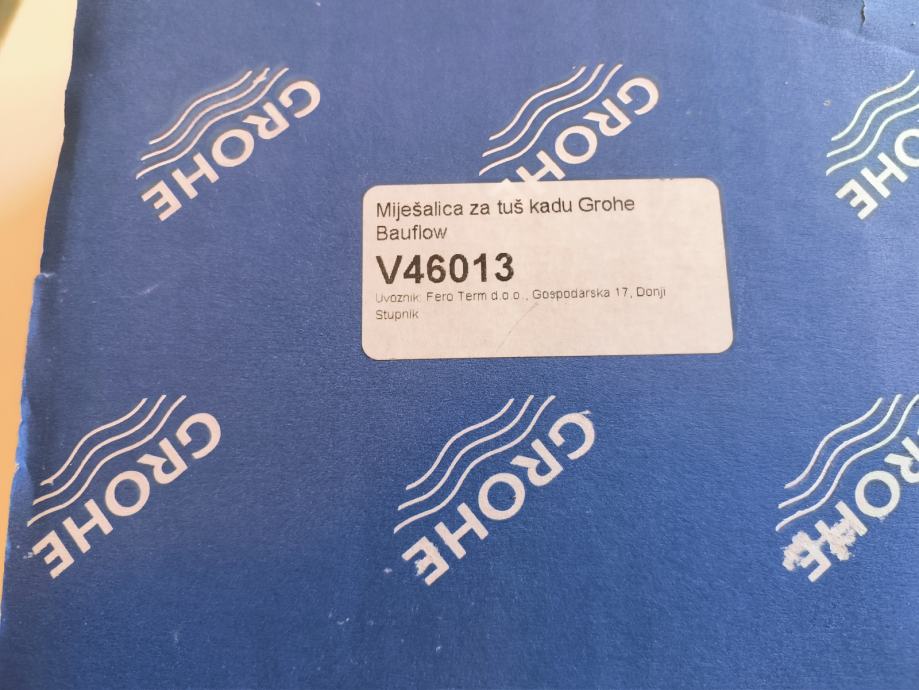 GROHE
GROHE
GROHE
Miješalica za tuš kadu Grohe
Bauflow
V46013
Uvoznik: Fero Term d.o.o., Gospodarska 17, Donji
Stupnik
GROHE
GROHE
GROHE